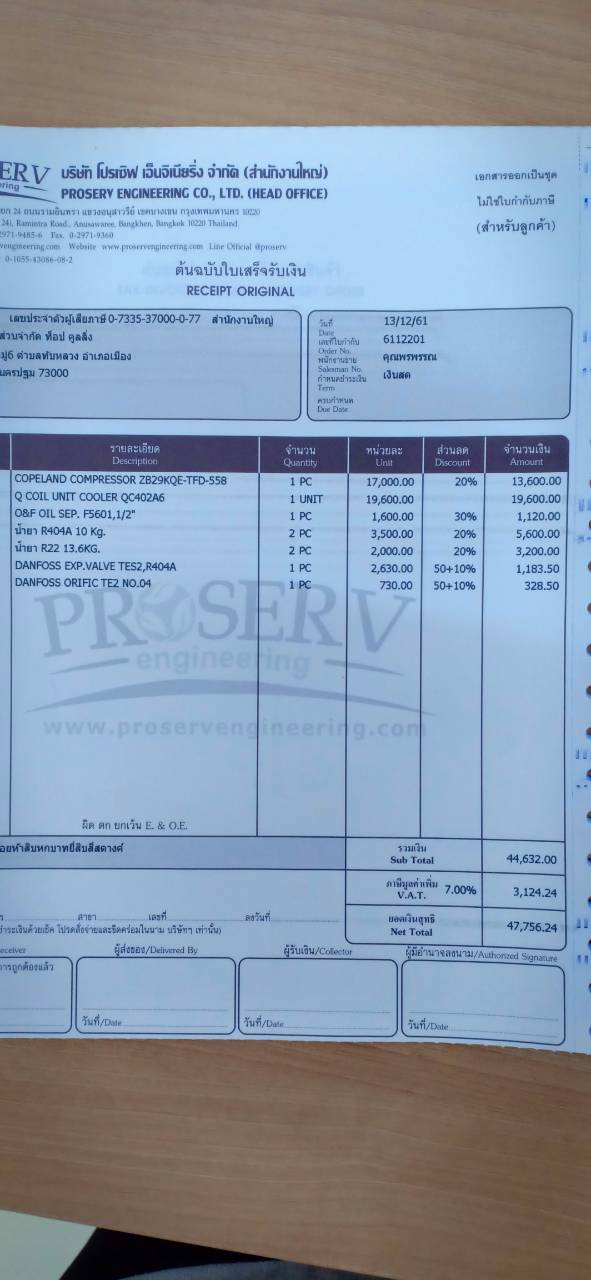 ERV
ering
บริษัท โปรเซิฟ เอ็นจิเนียริ่ง จำกัด (สำนักงานใหญ่)
PROSERV ENGINEERING CO., LTD. (HEAD OFFICE)
ยก 24 ถนนรามอินทรา แขวงอนุสาวรีย์ เขตบางเขน กรุงเทพมหานคร 10220
24), Ramintra Road., Anusawaree, Bangkhen, Bangkok 10220 Thailand.
2971-9485-6 Fax. 0-2971-9360
vengineering.com Website www.proservengineering.com Line Official @proserv
0-1055-43086-08-2
เอกสารออกเป็นชุด
ไม่ใช่ใบกำกับภาษี
(สำหรับลูกค้า)
ต้นฉบับใบเสร็จรับเงิน
RECEIPT ORIGINAL
เลขประจำตัวผู้เสียภาษี 0-7335-37000-0-77 สำนักงานใหญ่
ส่วนจำกัด ท็อป คูลลิ่ง
มู่6 ตำบลทัพหลวง อำเภอเมือง
นครปฐม 73000
วันที่ 13/12/61
Date
เลขที่ใบกำกับ 6112201
Order No.
พนักงานขาย คุณพรพรรณ
Salesman No.
กำหนดชำระเงิน เงินสด
Term
ครบกำหนด
Due Date
รายละเอียด จำนวน หน่วยละ ส่วนลด จำนวนเงิน
Description Quantity Unit Discount Amount
COPELAND COMPRESSOR ZB29KQE-TFD-558 1 PC 17,000.00 20% 13,600.00
Q COIL UNIT COOLER QC402A6 1 UNIT 19,600.00 19,600.00
O&F OIL SEP. F5601,1/2" 1 PC 1,600.00 30% 1,120.00
น้ำยา R404A 10 Kg. 2 PC 3,500.00 20% 5,600.00
น้ำยา R22 13.6KG. 2 PC 2,000.00 20% 3,200.00
DANFOSS EXP.VALVE TES2,R404A 1 PC 2,630.00 50+10% 1,183.50
DANFOSS ORIFIC TE2 NO.04 1 PC 730.00 50+10% 328.50
PROSERV
engineering
www.proservengineering.com
ผิด ตก ยกเว้น E. & O.E.
อยห้าสิบหกบาทยี่สิบสี่สตางค์
รวมเงิน
Sub Total 44,632.00
ภาษีมูลค่าเพิ่ม
V.A.T. 7.00% 3,124.24
ยอดเงินสุทธิ
Net Total 47,756.24
ร สาขา เลขที่ ลงวันที่
ชำระเงินด้วยเช็ค โปรดสั่งจ่ายและขีดคร่อมในนาม บริษัทฯ เท่านั้น)
eceiver ผู้ส่งของ/Delivered By ผู้รับเงิน/Collector ผู้มีอำนาจลงนาม/Authorized Signature
การถูกต้องแล้ว
วันที่/Date วันที่/Date วันที่/Date